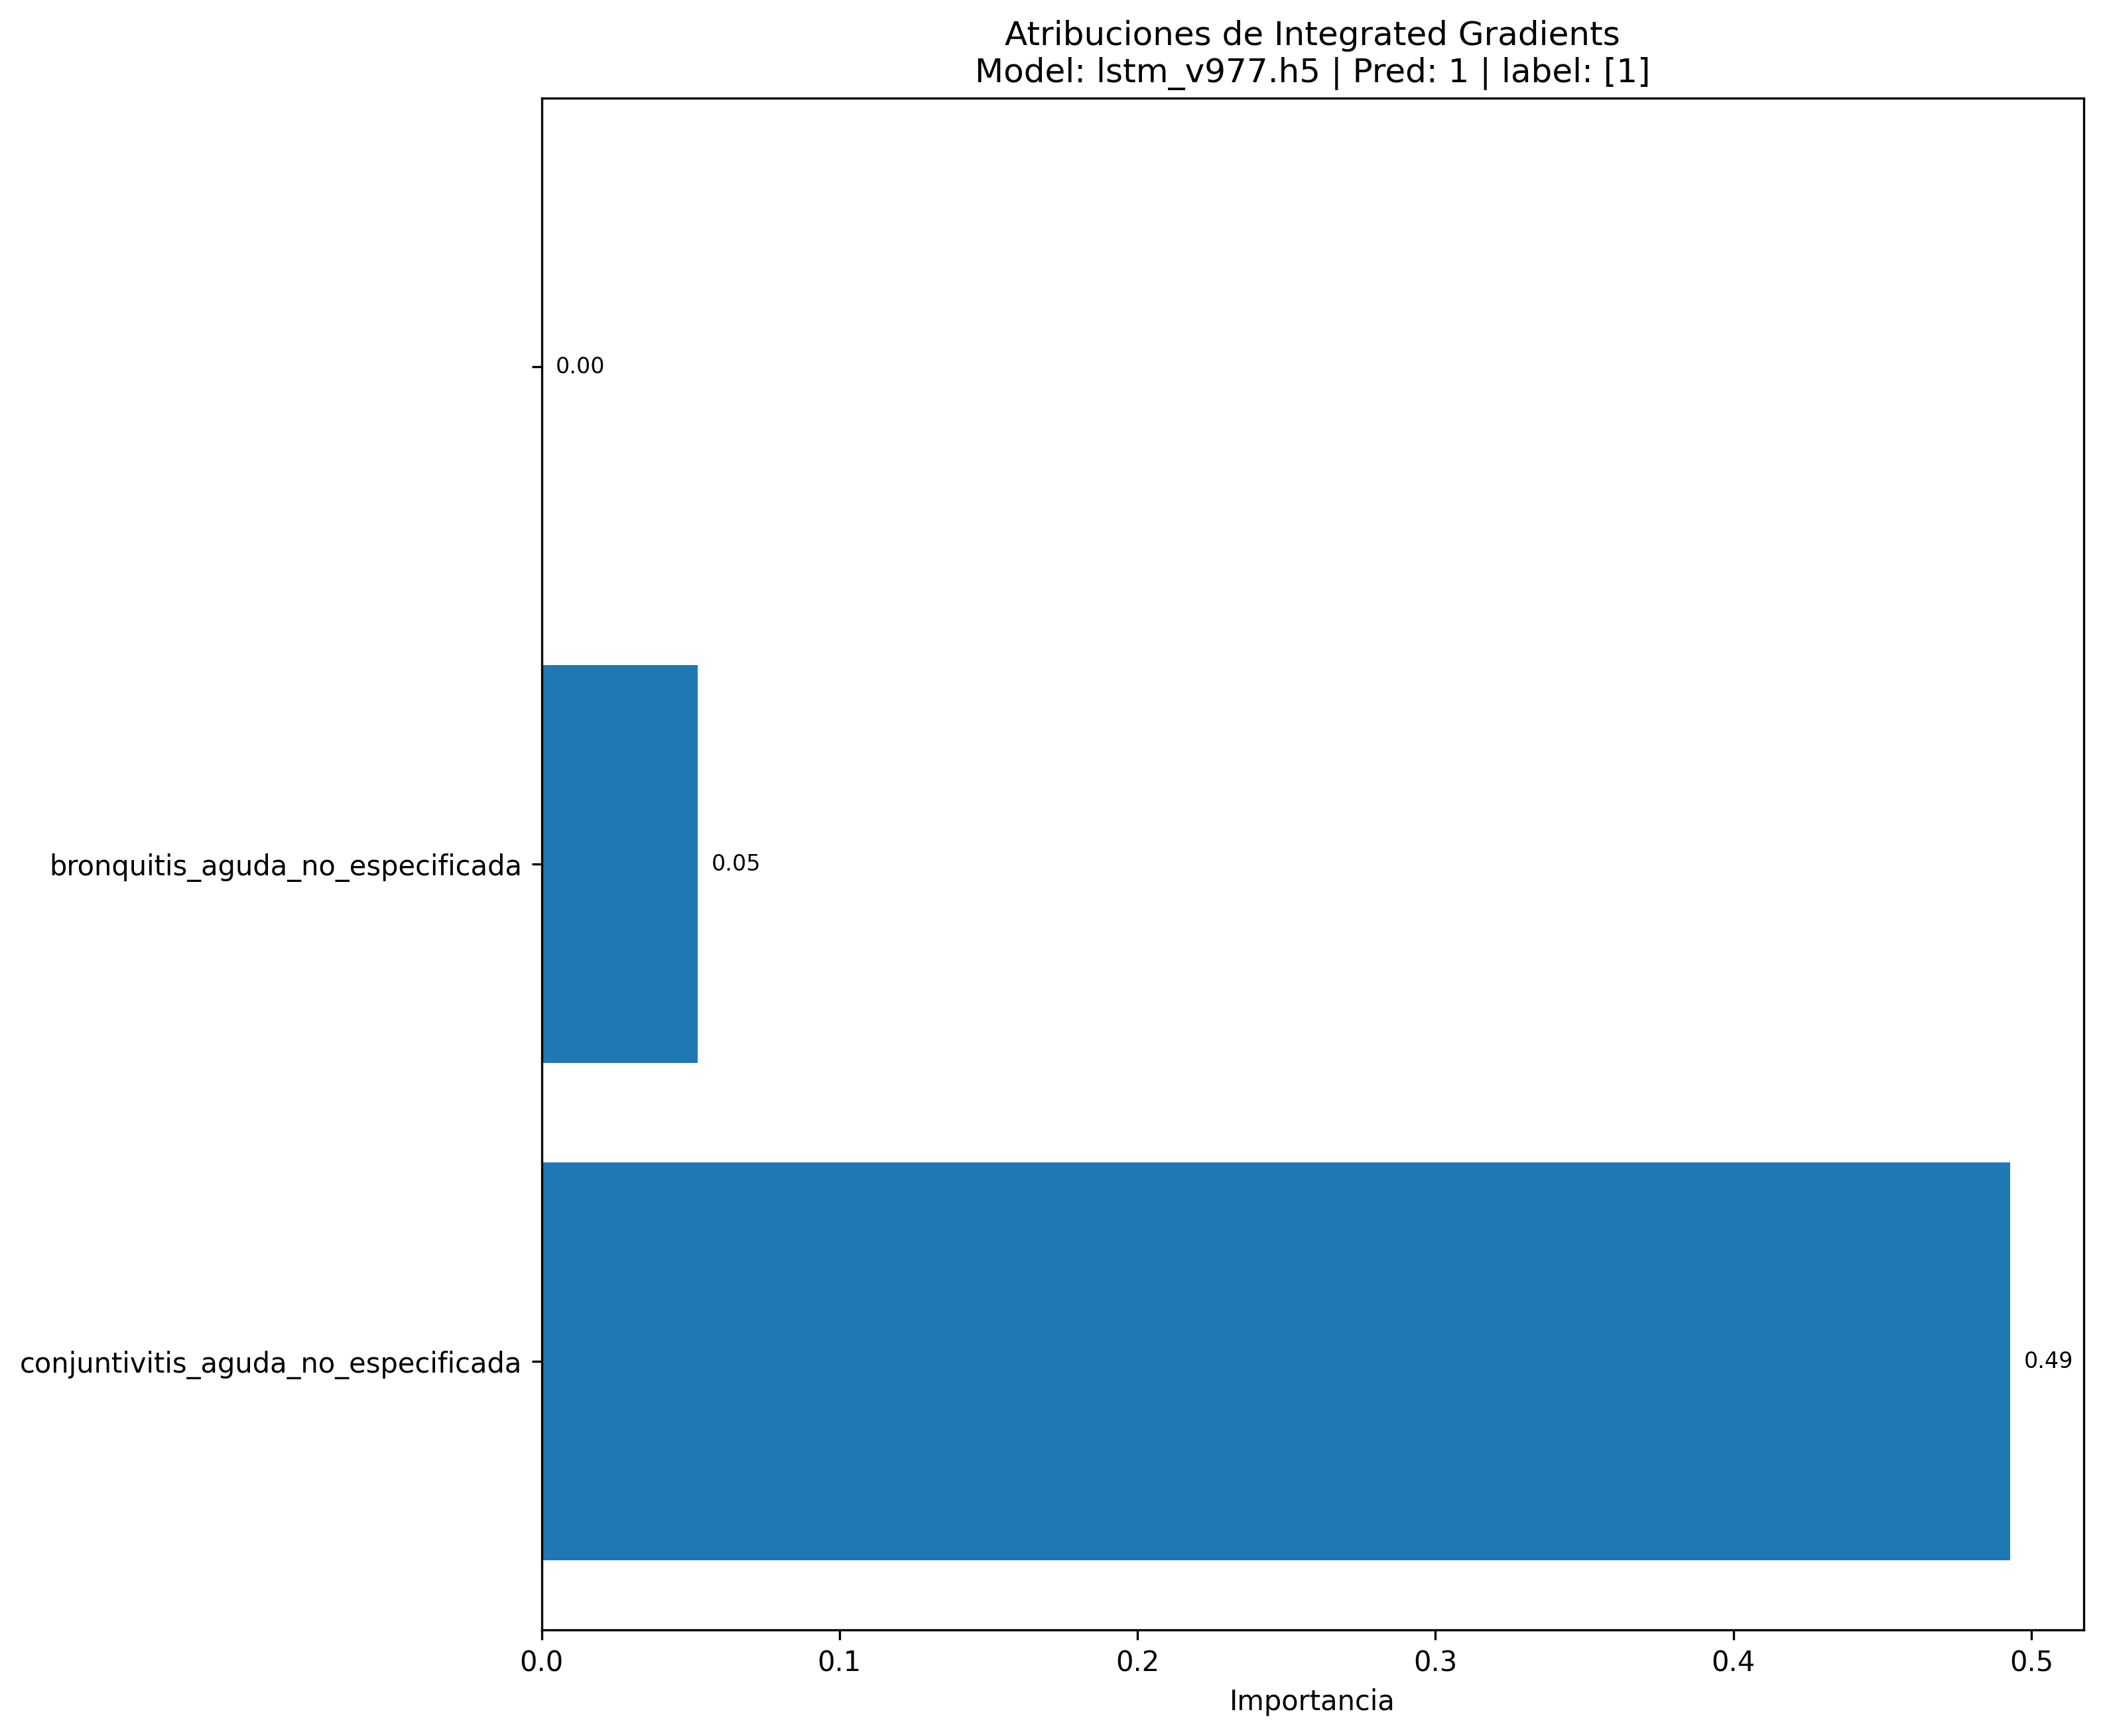 Atribuciones de Integrated Gradients
Model: lstm_v977.h5 | Pred: 1 | label: [1]
0.00
bronquitis_aguda_no_especificada
0.05
conjuntivitis_aguda_no_especificada
0.49
0.0 0.1 0.2 0.3 0.4 0.5
Importancia